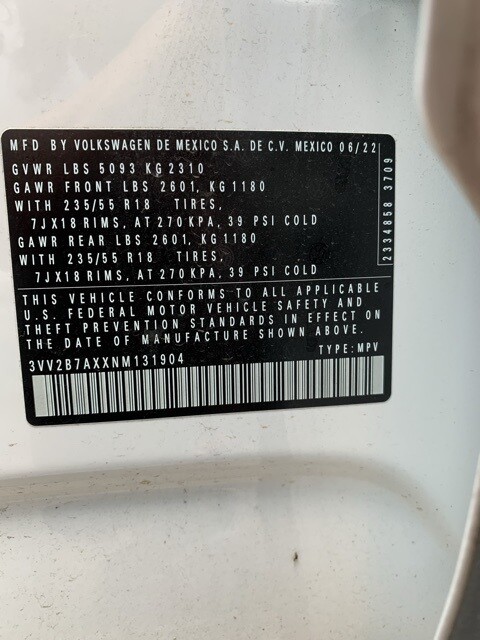 MFD BY VOLKSWAGEN DE MEXICO S.A. DE C.V. MEXICO 06/22
GVWR LBS 5093 KG 2310
GAWR FRONT LBS 2601, KG 1180
WITH 235/55 R18 TIRES,
7JX18 RIMS, AT 270 KPA, 39 PSI COLD
GAWR REAR LBS 2601, KG 1180
WITH 235/55 R18 TIRES,
7JX18 RIMS, AT 270 KPA, 39 PSI COLD
THIS VEHICLE CONFORMS TO ALL APPLICABLE
U.S. FEDERAL MOTOR VEHICLE SAFETY AND
THEFT PREVENTION STANDARDS IN EFFECT ON
THE DATE OF MANUFACTURE SHOWN ABOVE.
3VV2B7AXXNM131904 TYPE: MPV
2334858 3709